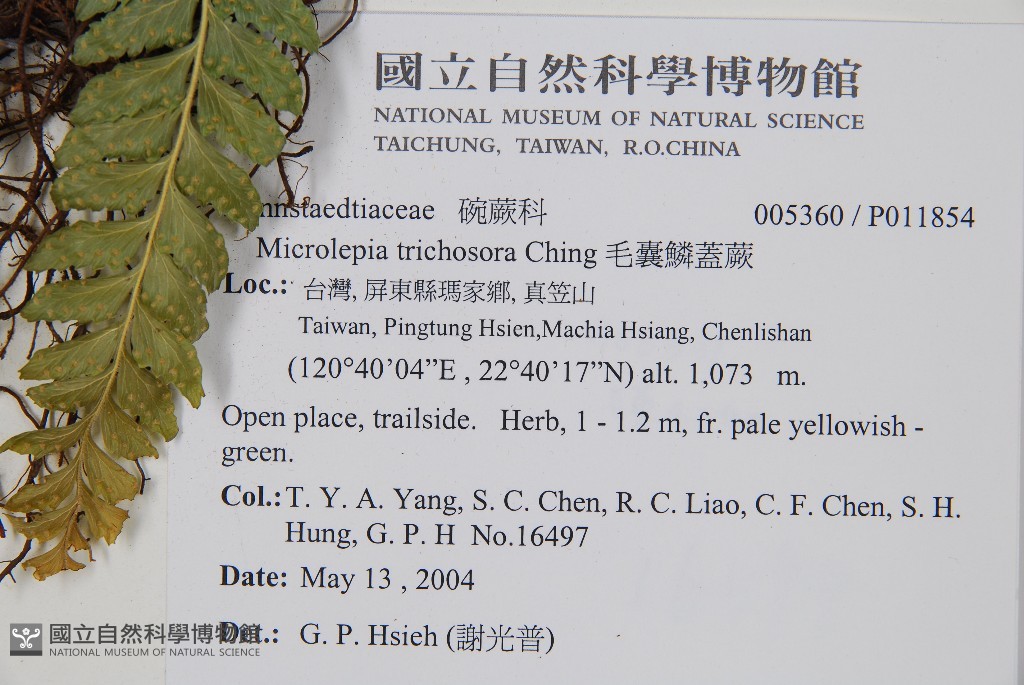 國立自然科學博物館
NATIONAL MUSEUM OF NATURAL SCIENCE
TAICHUNG, TAIWAN, R.O.CHINA
nnstaedtiaceae 碗蕨科 005360 / P011854
Microlepia trichosora Ching 毛囊鱗蓋蕨
Loc.: 台灣, 屏東縣瑪家鄉, 真笠山
Taiwan, Pingtung Hsien,Machia Hsiang, Chenlishan
(120°40’04”E , 22°40’17”N) alt. 1,073 m.
Open place, trailside. Herb, 1 - 1.2 m, fr. pale yellowish -
green.
Col.: T. Y. A. Yang, S. C. Chen, R. C. Liao, C. F. Chen, S. H.
Hung, G. P. H No.16497
Date: May 13 , 2004
Det.: G. P. Hsieh (謝光普)
國立自然科學博物館
NATIONAL MUSEUM OF NATURAL SCIENCE